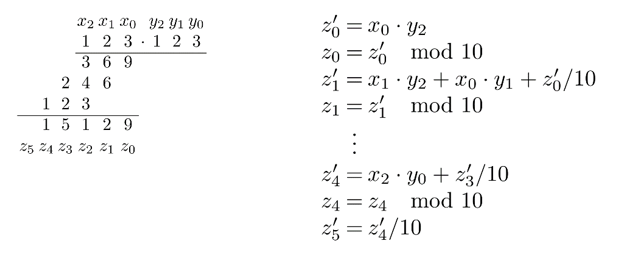 x₂ x₁ x₀ y₂ y₁ y₀
1 2 3 · 1 2 3
3 6 9
2 4 6
1 2 3
1 5 1 2 9
z₅ z₄ z₃ z₂ z₁ z₀
z′₀ = x₀ · y₂
z₀ = z′₀ mod 10
z′₁ = x₁ · y₂ + x₀ · y₁ + z′₀/10
z₁ = z′₁ mod 10
⋮
z′₄ = x₂ · y₀ + z′₃/10
z₄ = z₄ mod 10
z′₅ = z′₄/10